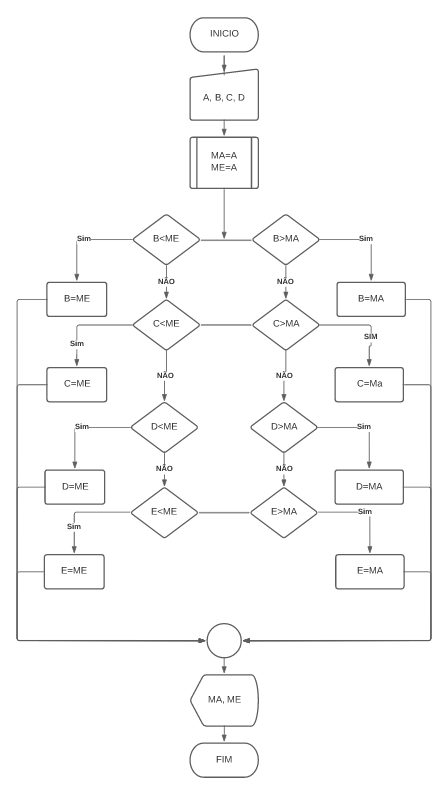 INICIO
A, B, C, D
MA=A
ME=A
B<ME
B>MA
Sim
Sim
NÃO
NÃO
B=ME
B=MA
C<ME
C>MA
Sim
SIM
NÃO
NÃO
C=ME
C=Ma
D<ME
D>MA
Sim
Sim
NÃO
NÃO
D=ME
D=MA
E<ME
E>MA
Sim
Sim
E=ME
E=MA
MA, ME
FIM